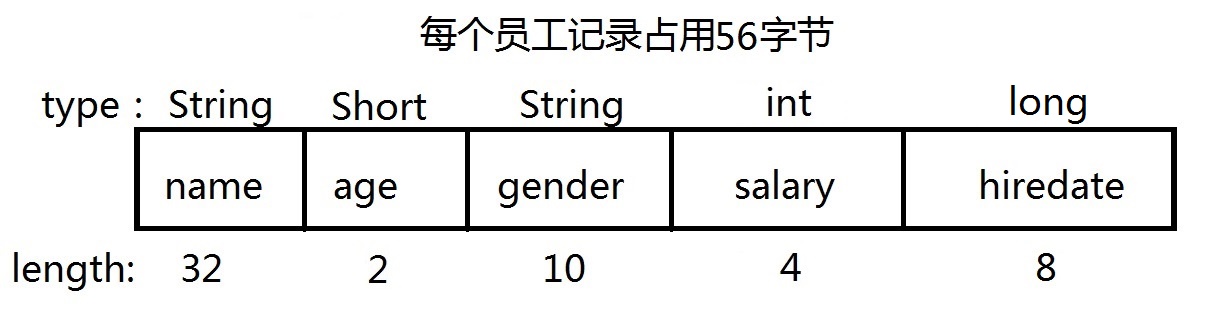 每个员工记录占用56字节
type : String Short String int long
name age gender salary hiredate
length: 32 2 10 4 8